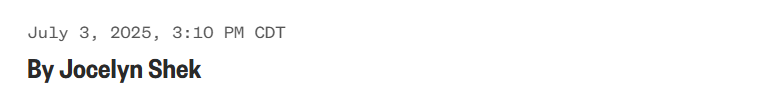 July 3, 2025, 3:10 PM CDT
By Jocelyn Shek